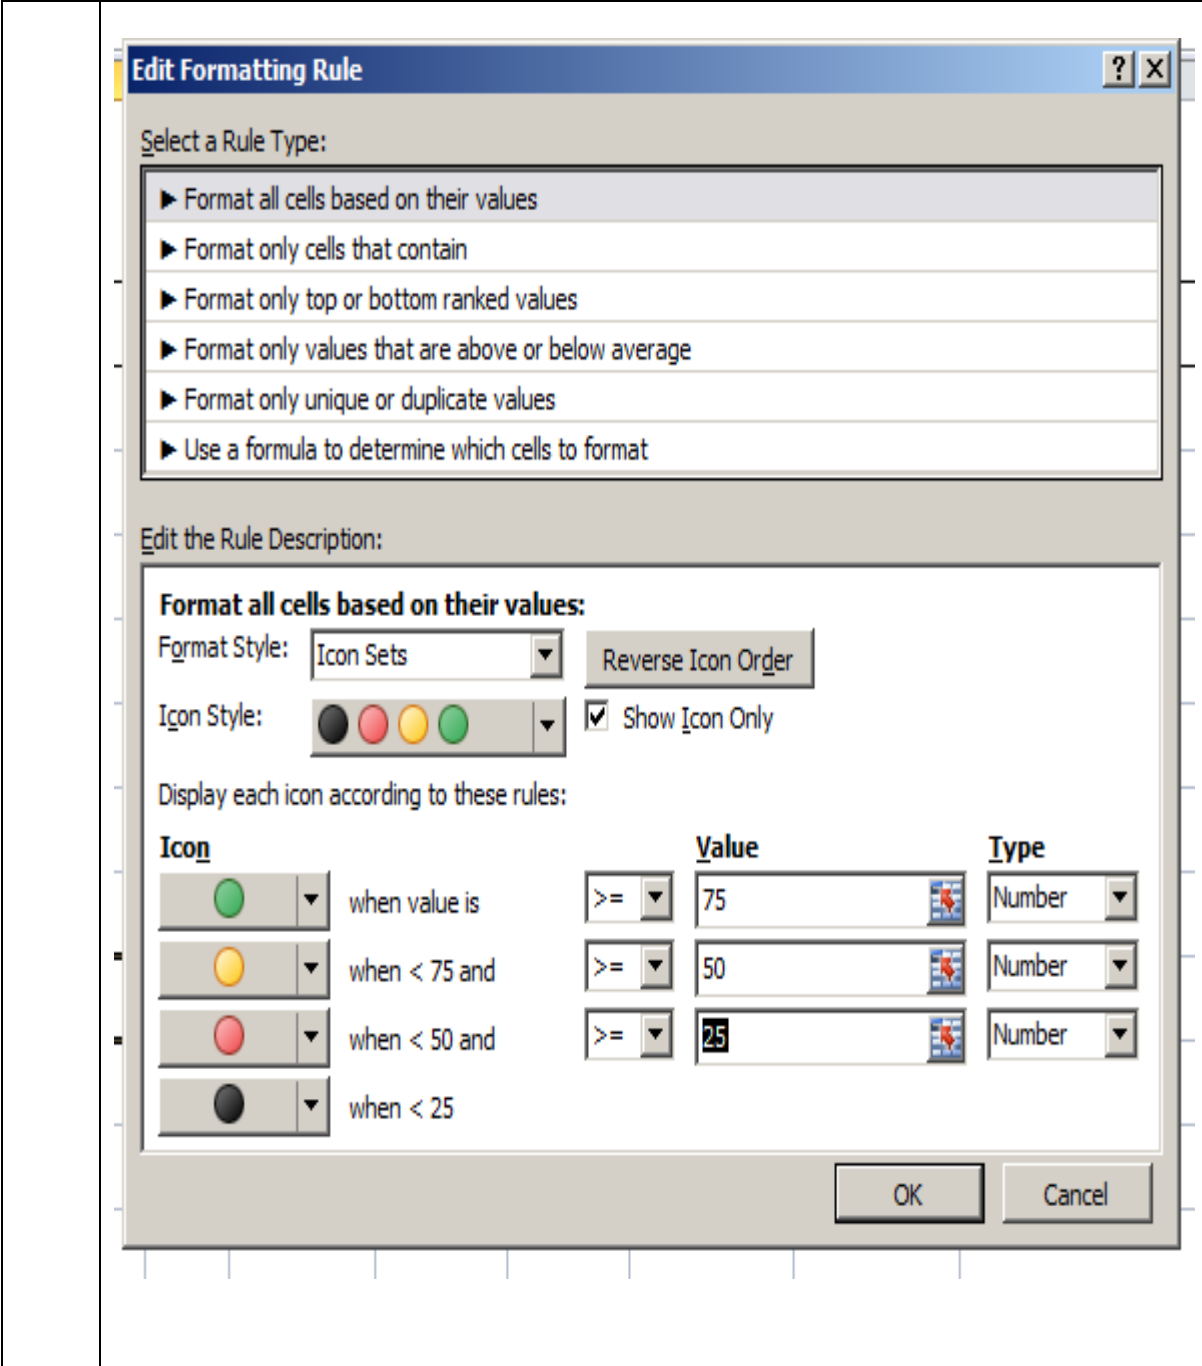 Edit Formatting Rule ? X
Select a Rule Type:
► Format all cells based on their values
► Format only cells that contain
► Format only top or bottom ranked values
► Format only values that are above or below average
► Format only unique or duplicate values
► Use a formula to determine which cells to format
Edit the Rule Description:
Format all cells based on their values:
Format Style: Icon Sets Reverse Icon Order
Icon Style: Show Icon Only
Display each icon according to these rules:
Icon Value Type
when value is >= 75 Number
when < 75 and >= 50 Number
when < 50 and >= 25 Number
when < 25
OK Cancel